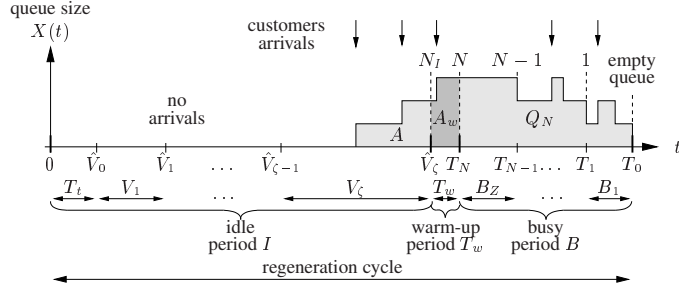 queue size
X(t)
customers
arrivals
N_I N N − 1 1 empty
queue
no
arrivals
A A_w Q_N
0 V̂_0 V̂_1 ... V̂_{ζ−1} V̂_ζ T_N T_{N−1} ... T_1 T_0 t
T_t V_1 ... V_ζ T_w B_Z ... B_1
idle warm-up busy
period I period T_w period B
regeneration cycle